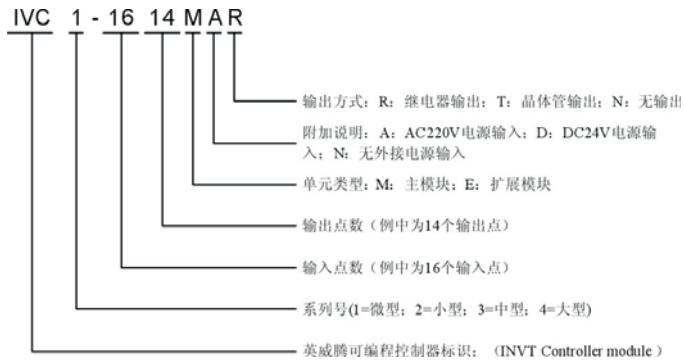 IVC 1 - 16 14 M A R
输出方式：R：继电器输出；T：晶体管输出；N：无输出
附加说明：A：AC220V电源输入；D：DC24V电源输
入；N：无外接电源输入
单元类型：M：主模块；E：扩展模块
输出点数（例中为14个输出点）
输入点数（例中为16个输入点）
系列号(1=微型；2=小型；3=中型；4=大型)
英威腾可编程控制器标识：（INVT Controller module）